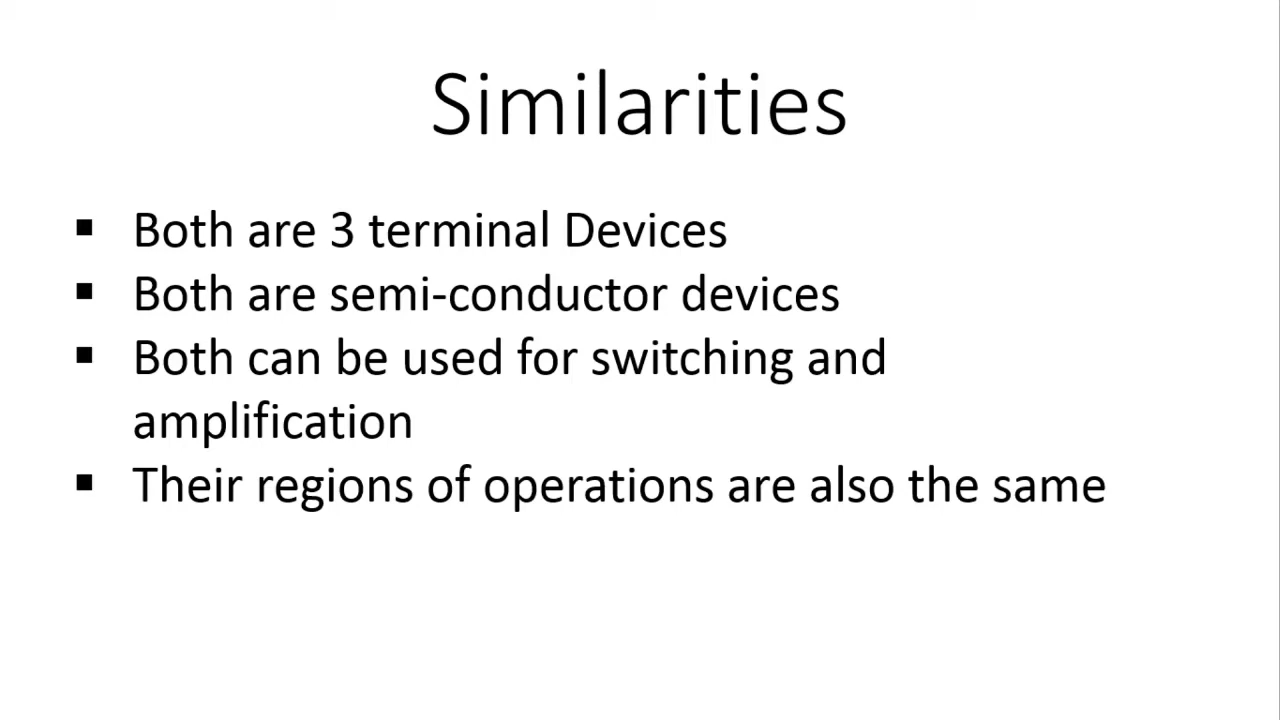 Similarities
▪ Both are 3 terminal Devices
▪ Both are semi-conductor devices
▪ Both can be used for switching and
amplification
▪ Their regions of operations are also the same